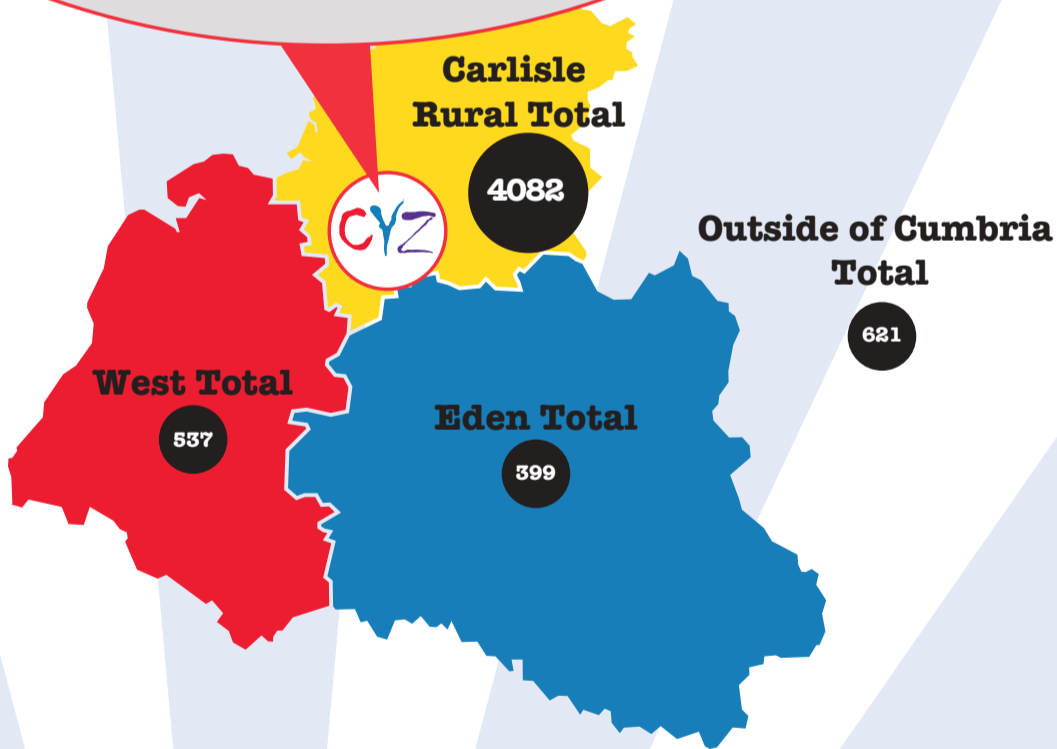 Carlisle
Rural Total
4082
CYZ
Outside of Cumbria
Total
621
West Total
537
Eden Total
399